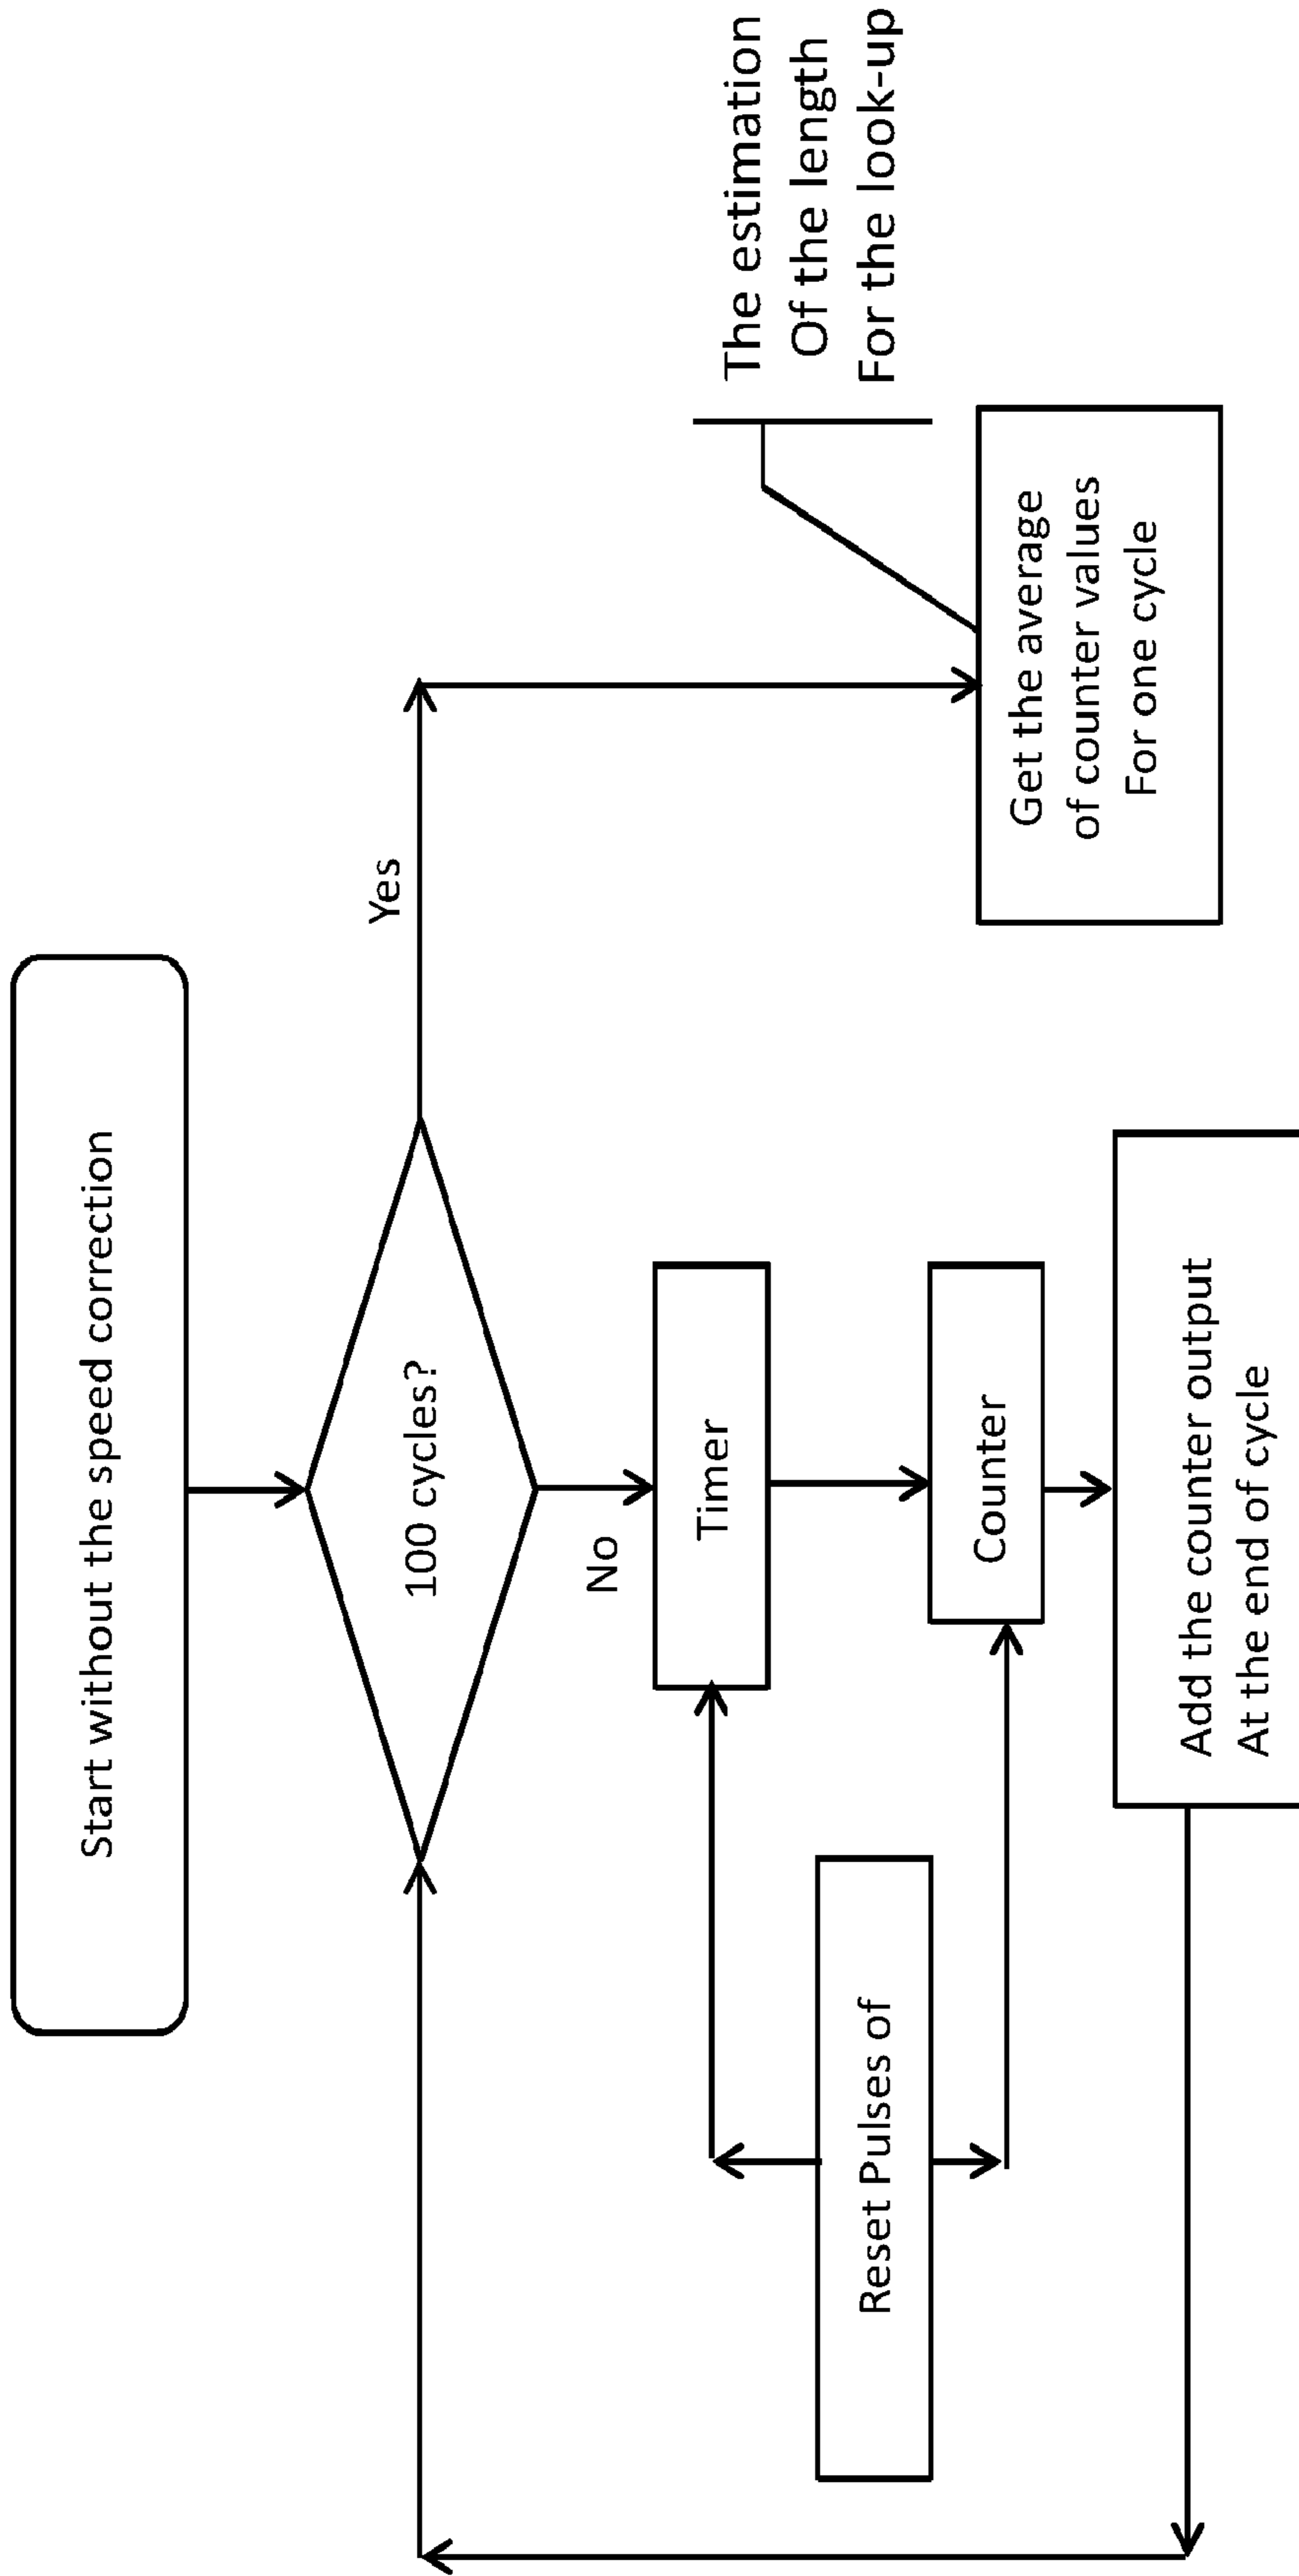 Start without the speed correction
100 cycles?
Yes
No
Timer
Reset Pulses of
Counter
Add the counter output
At the end of cycle
Get the average
of counter values
For one cycle
The estimation
Of the length
For the look-up